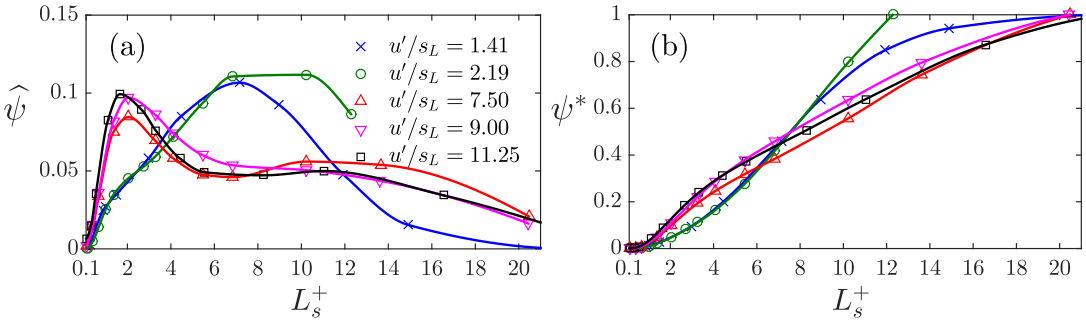 0.15
(a)
u′/s_L = 1.41
u′/s_L = 2.19
u′/s_L = 7.50
u′/s_L = 9.00
u′/s_L = 11.25
0.1
0.05
0
ψ̂
0.1 2 4 6 8 10 12 14 16 18 20
L_s^+
1
(b)
0.8
0.6
0.4
0.2
0
ψ*
0.1 2 4 6 8 10 12 14 16 18 20
L_s^+